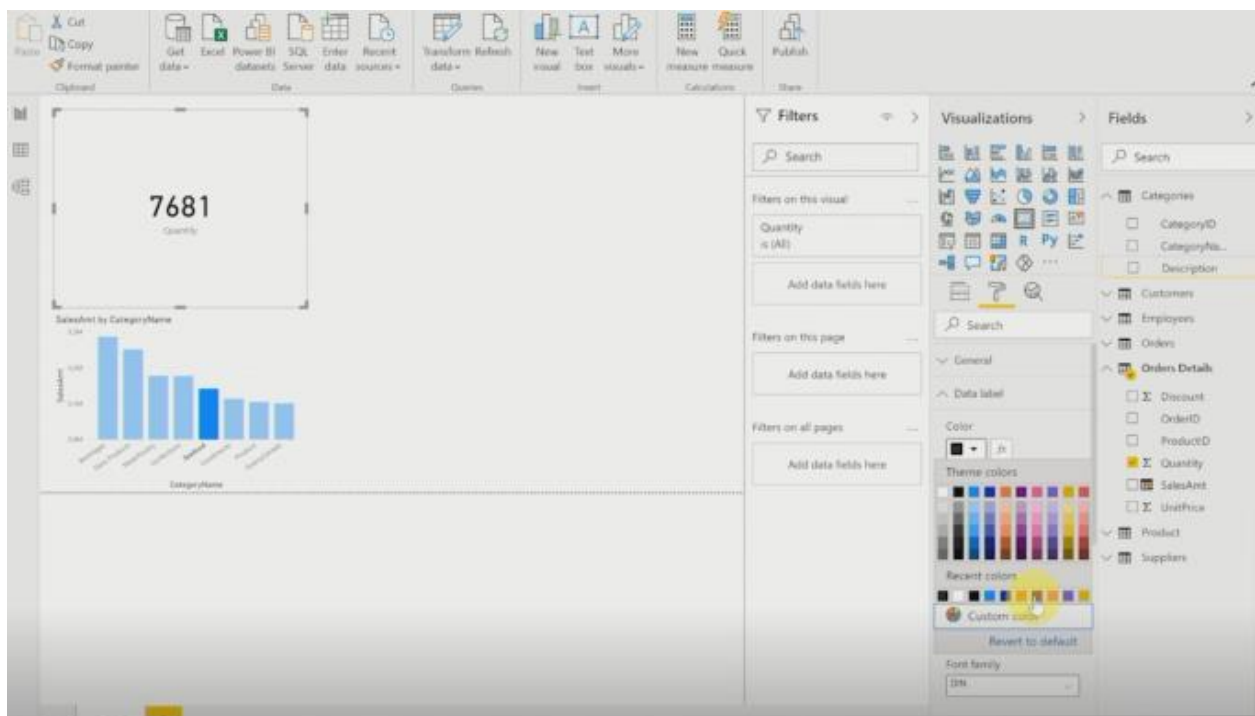 Cut
Copy
Format painter
Clipboard
Get data
Excel
Power BI datasets
SQL Server
Enter data
Recent sources
Data
Transform data
Refresh
Queries
New visual
Text box
More visuals
Insert
New measure
Quick measure
Calculations
Publish
Share
7681
Quantity
SalesAmt by CategoryName
SalesAmt
CategoryName
Filters
Search
Filters on this visual
Quantity
is (All)
Add data fields here
Filters on this page
Add data fields here
Filters on all pages
Add data fields here
Visualizations
R Py
Search
General
Data label
Color
fx
Theme colors
Recent colors
Custom color
Revert to default
Font family
DIN
Fields
Search
Categories
CategoryID
CategoryNa...
Description
Customers
Employees
Orders
Orders Details
Σ Discount
OrderID
ProductID
Σ Quantity
SalesAmt
Σ UnitPrice
Product
Suppliers